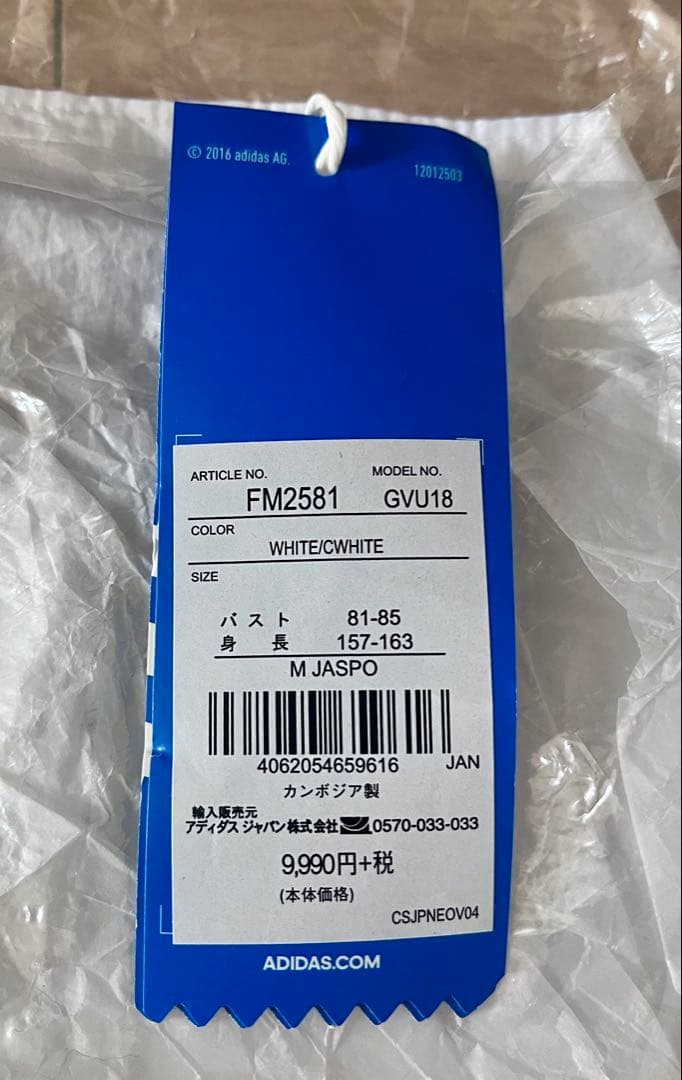 © 2016 adidas AG.
12012503
ARTICLE NO. MODEL NO.
FM2581 GVU18
COLOR
WHITE/CWHITE
SIZE
バスト 81-85
身長 157-163
M JASPO
4062054659616 JAN
カンボジア製
輸入販売元
アディダス ジャパン株式会社 0570-033-033
9,990円+税
(本体価格)
CSJPNEOV04
ADIDAS.COM